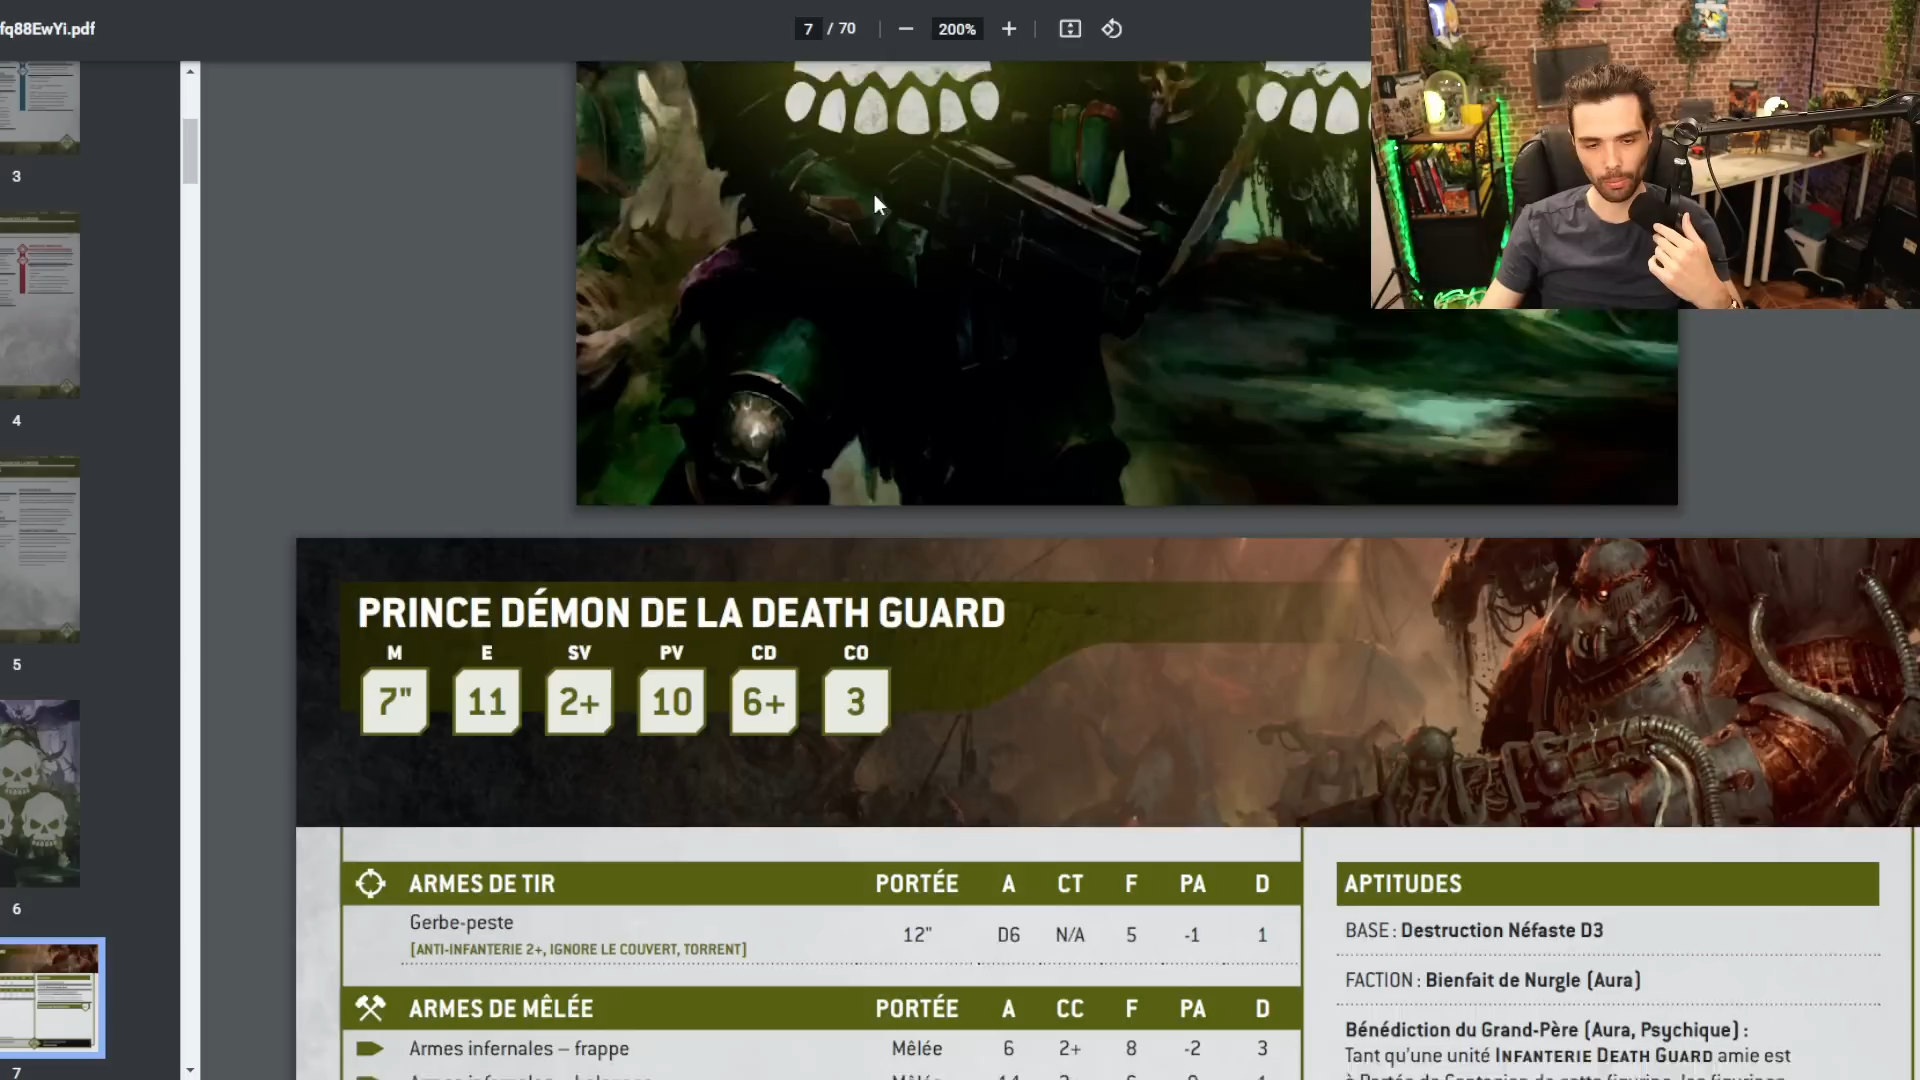 fq88EwYi.pdf
7 / 70
200%
3
4
5
6
7
PRINCE DÉMON DE LA DEATH GUARD
M E SV PV CD CO
7" 11 2+ 10 6+ 3
ARMES DE TIR PORTÉE A CT F PA D
Gerbe-peste 12" D6 N/A 5 -1 1
[ANTI-INFANTERIE 2+, IGNORE LE COUVERT, TORRENT]
ARMES DE MÊLÉE PORTÉE A CC F PA D
Armes infernales – frappe Mêlée 6 2+ 8 -2 3
APTITUDES
BASE : Destruction Néfaste D3
FACTION : Bienfait de Nurgle (Aura)
Bénédiction du Grand-Père (Aura, Psychique) :
Tant qu'une unité INFANTERIE DEATH GUARD amie est